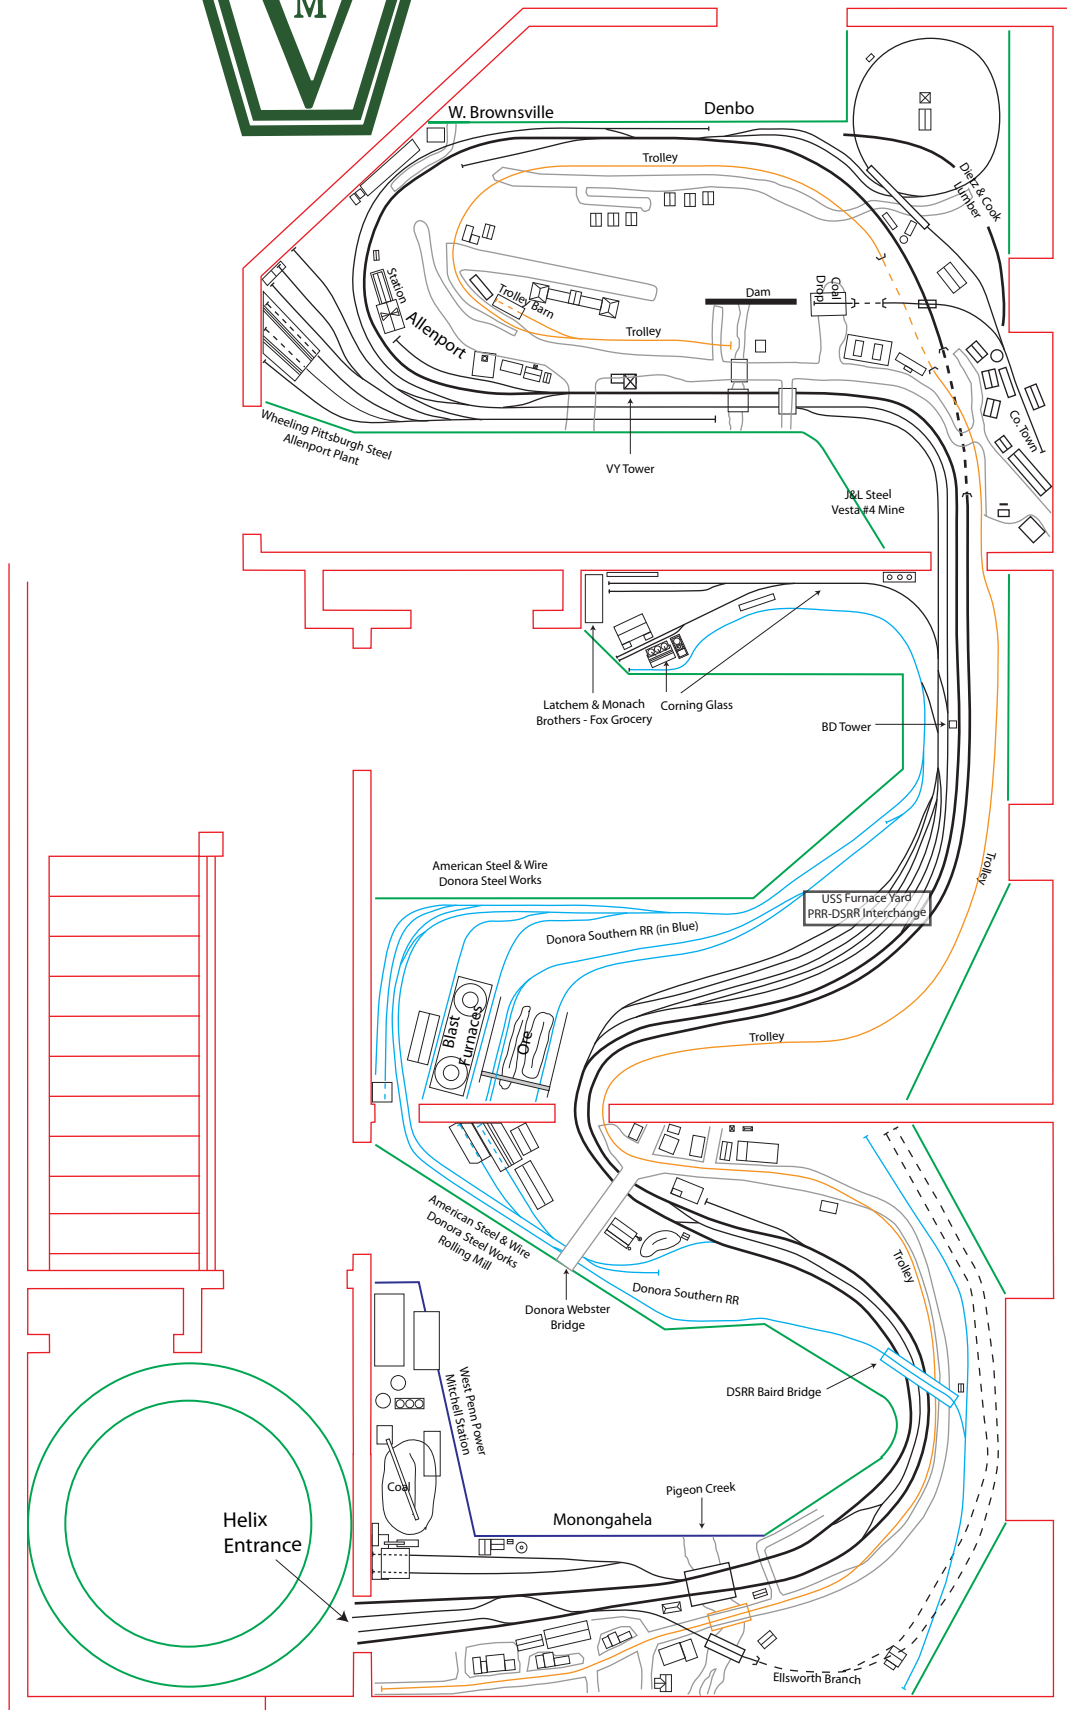 M
W. Brownsville
Denbo
Trolley
Dietz & Cook
Lumber
Station
Allenport
Trolley Barn
Dam
Coal
Drop
Trolley
Wheeling Pittsburgh Steel
Allenport Plant
VY Tower
Co. Town
J&L Steel
Vesta #4 Mine
Latchem & Monach
Brothers - Fox Grocery
Corning Glass
BD Tower
Trolley
American Steel & Wire
Donora Steel Works
USS Furnace Yard
PRR-DSRR Interchange
Donora Southern RR (in Blue)
Blast
Furnaces
Ore
Trolley
American Steel & Wire
Donora Steel Works
Rolling Mill
Trolley
Donora Southern RR
Donora Webster
Bridge
West Penn Power
Mitchell Station
DSRR Baird Bridge
Coal
Pigeon Creek
Monongahela
Helix
Entrance
Ellsworth Branch